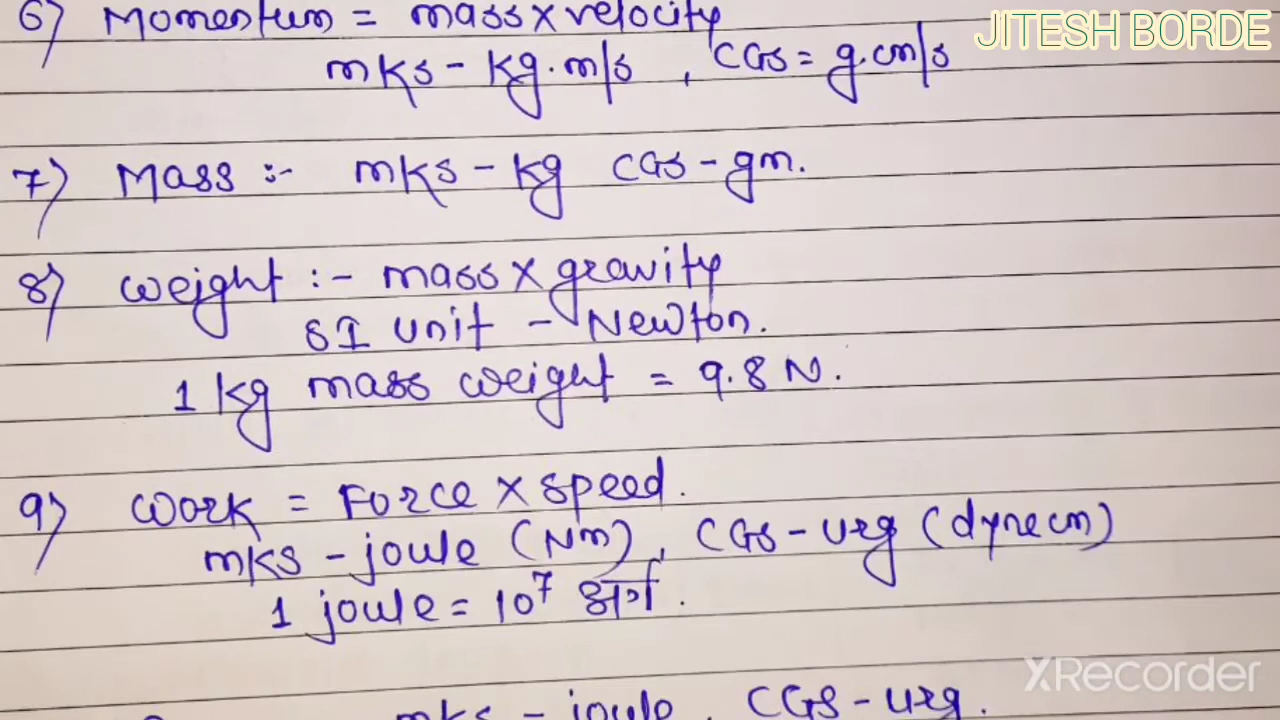 JITESH BORDE
6) Momentum = mass x velocity
mks - kg.m/s , CGS = g.cm/s
7) Mass :- mks - kg CGS - gm.
8) Weight :- mass x gravity
SI unit - Newton.
1 kg mass weight = 9.8 N.
9) Work = Force x speed.
mks - joule (Nm), CGS - urg (dynecm)
1 joule = 10⁷ अर्ग.
mks - joule, CGS - urg.
XRecorder